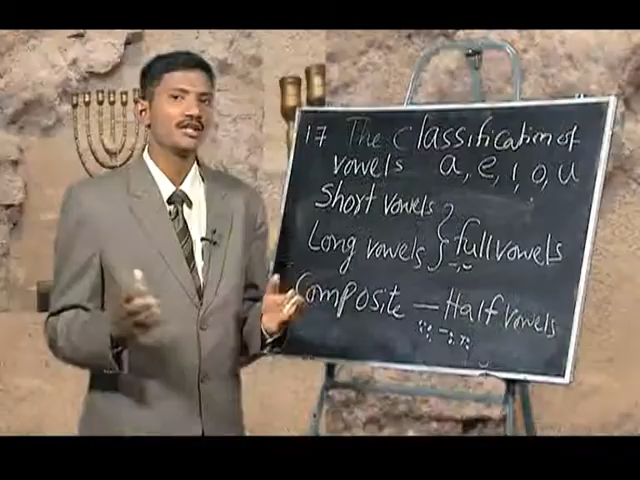 17 The Classification of
vowels a, e, i, o, u
Short vowels
Long vowels } full vowels
Composite — Half vowels